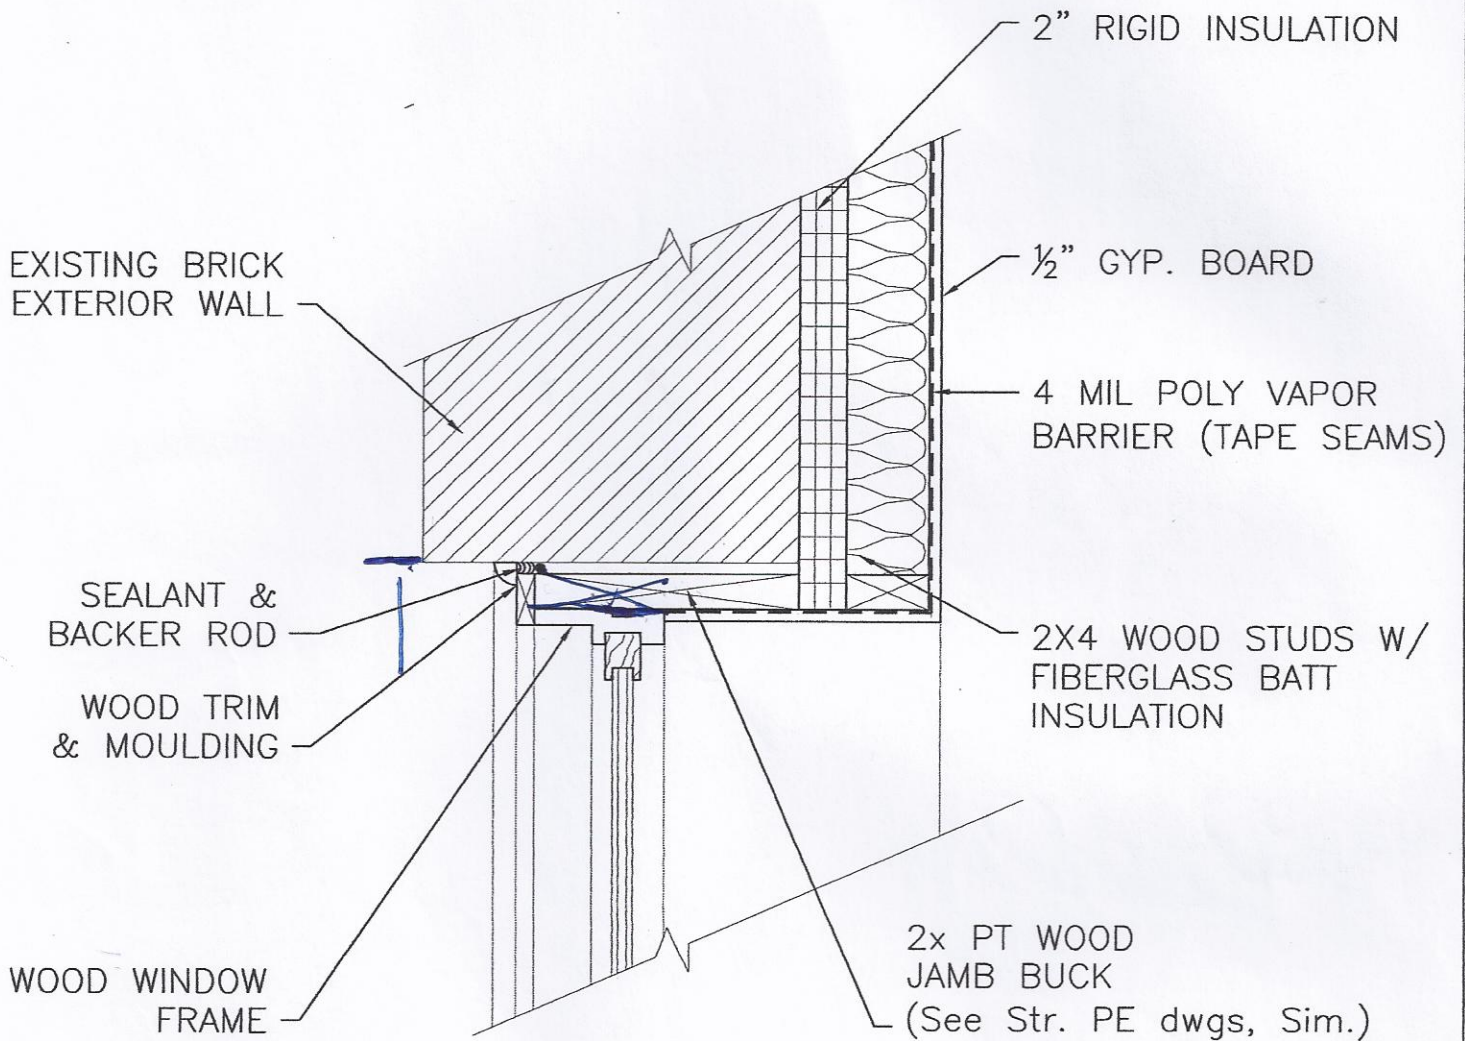 2” RIGID INSULATION
½” GYP. BOARD
4 MIL POLY VAPOR
BARRIER (TAPE SEAMS)
2X4 WOOD STUDS W/
FIBERGLASS BATT
INSULATION
2x PT WOOD
JAMB BUCK
(See Str. PE dwgs, Sim.)
EXISTING BRICK
EXTERIOR WALL
SEALANT &
BACKER ROD
WOOD TRIM
& MOULDING
WOOD WINDOW
FRAME